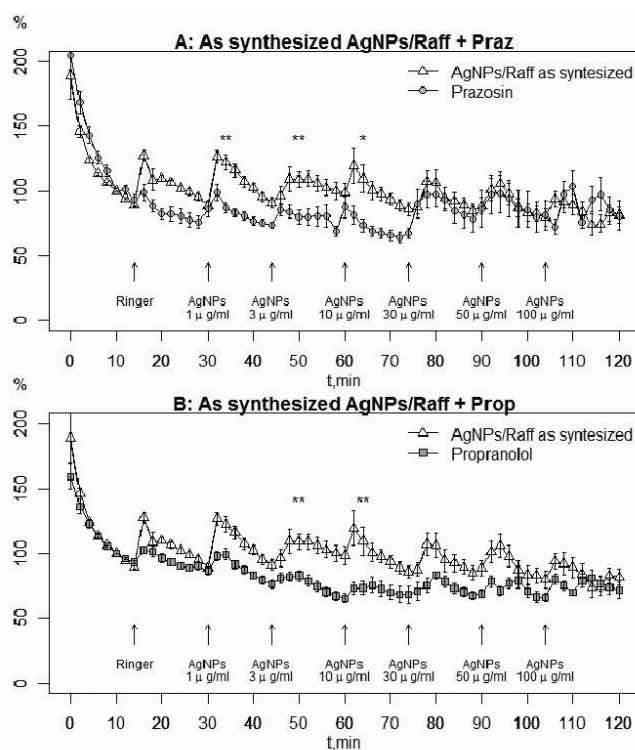 %
A: As synthesized AgNPs/Raff + Praz
200
AgNPs/Raff as syntesized
Prazosin
150
** ** *
100
50
Ringer AgNPs AgNPs AgNPs AgNPs AgNPs AgNPs
1 μ g/ml 3 μ g/ml 10 μ g/ml 30 μ g/ml 50 μ g/ml 100 μ g/ml
0
0 10 20 30 40 50 60 70 80 90 100 110 120
t,min
%
B: As synthesized AgNPs/Raff + Prop
200
AgNPs/Raff as syntesized
Propranolol
150
** **
100
50
Ringer AgNPs AgNPs AgNPs AgNPs AgNPs AgNPs
1 μ g/ml 3 μ g/ml 10 μ g/ml 30 μ g/ml 50 μ g/ml 100 μ g/ml
0
0 10 20 30 40 50 60 70 80 90 100 110 120
t,min